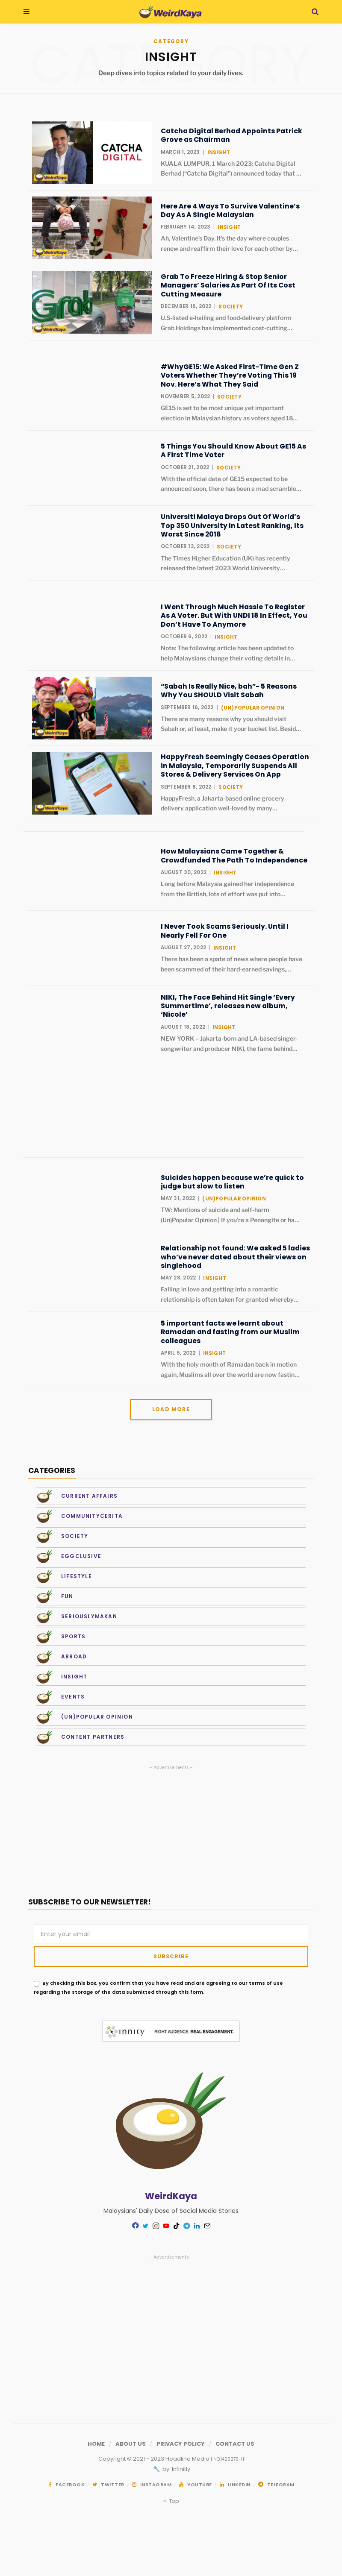 WeirdKaya
CATEGORY
CATEGORY
INSIGHT
Deep dives into topics related to your daily lives.
CATCHA
DIGITAL
WeirdKaya
Catcha Digital Berhad Appoints Patrick
Grove as Chairman
MARCH 1, 2023 | INSIGHT
KUALA LUMPUR, 1 March 2023: Catcha Digital
Berhad (“Catcha Digital”) announced today that …
WeirdKaya
Here Are 4 Ways To Survive Valentine’s
Day As A Single Malaysian
FEBRUARY 14, 2023 | INSIGHT
Ah, Valentine’s Day. It’s the day where couples
renew and reaffirm their love for each other by…
Grab
WeirdKaya
Grab To Freeze Hiring & Stop Senior
Managers’ Salaries As Part Of Its Cost
Cutting Measure
DECEMBER 16, 2022 | SOCIETY
U.S-listed e-hailing and food-delivery platform
Grab Holdings has implemented cost-cutting…
#WhyGE15: We Asked First-Time Gen Z
Voters Whether They’re Voting This 19
Nov. Here’s What They Said
NOVEMBER 5, 2022 | SOCIETY
GE15 is set to be most unique yet important
election in Malaysian history as voters aged 18…
5 Things You Should Know About GE15 As
A First Time Voter
OCTOBER 21, 2022 | SOCIETY
With the official date of GE15 expected to be
announced soon, there has been a mad scramble…
Universiti Malaya Drops Out Of World’s
Top 350 University In Latest Ranking, Its
Worst Since 2018
OCTOBER 13, 2022 | SOCIETY
The Times Higher Education (UK) has recently
released the latest 2023 World University…
I Went Through Much Hassle To Register
As A Voter. But With UNDI 18 In Effect, You
Don’t Have To Anymore
OCTOBER 8, 2022 | INSIGHT
Note: The following article has been updated to
help Malaysians change their voting details in…
WeirdKaya
“Sabah Is Really Nice, bah”- 5 Reasons
Why You SHOULD Visit Sabah
SEPTEMBER 16, 2022 | (UN)POPULAR OPINION
There are many reasons why you should visit
Sabah or, at least, make it your bucket list. Besid…
WeirdKaya
HappyFresh Seemingly Ceases Operation
in Malaysia, Temporarily Suspends All
Stores & Delivery Services On App
SEPTEMBER 8, 2022 | SOCIETY
HappyFresh, a Jakarta-based online grocery
delivery application well-loved by many…
How Malaysians Came Together &
Crowdfunded The Path To Independence
AUGUST 30, 2022 | INSIGHT
Long before Malaysia gained her independence
from the British, lots of effort was put into…
I Never Took Scams Seriously. Until I
Nearly Fell For One
AUGUST 27, 2022 | INSIGHT
There has been a spate of news where people have
been scammed of their hard-earned savings,…
NIKI, The Face Behind Hit Single ‘Every
Summertime’, releases new album,
‘Nicole’
AUGUST 18, 2022 | INSIGHT
NEW YORK – Jakarta-born and LA-based singer-
songwriter and producer NIKI, the fame behind…
Suicides happen because we’re quick to
judge but slow to listen
MAY 31, 2022 | (UN)POPULAR OPINION
TW: Mentions of suicide and self-harm
(Un)Popular Opinion | If you’re a Penangite or ha…
Relationship not found: We asked 5 ladies
who’ve never dated about their views on
singlehood
MAY 28, 2022 | INSIGHT
Falling in love and getting into a romantic
relationship is often taken for granted whereby…
5 important facts we learnt about
Ramadan and fasting from our Muslim
colleagues
APRIL 5, 2022 | INSIGHT
With the holy month of Ramadan back in motion
again, Muslims all over the world are now fastin…
LOAD MORE
CATEGORIES
CURRENT AFFAIRS
COMMUNITYCERITA
SOCIETY
EGGCLUSIVE
LIFESTYLE
FUN
SERIOUSLYMAKAN
SPORTS
ABROAD
INSIGHT
EVENTS
(UN)POPULAR OPINION
CONTENT PARTNERS
- Advertisements -
SUBSCRIBE TO OUR NEWSLETTER!
Enter your email
SUBSCRIBE
By checking this box, you confirm that you have read and are agreeing to our terms of use
regarding the storage of the data submitted through this form.
innity RIGHT AUDIENCE. REAL ENGAGEMENT.
WeirdKaya
Malaysians' Daily Dose of Social Media Stories
- Advertisements -
HOME / ABOUT US / PRIVACY POLICY / CONTACT US
Copyright © 2021 - 2023 Headline Media | NO1426279-H
🔧 by Infinity
FACEBOOK / TWITTER / INSTAGRAM / YOUTUBE / LINKEDIN / TELEGRAM
Top